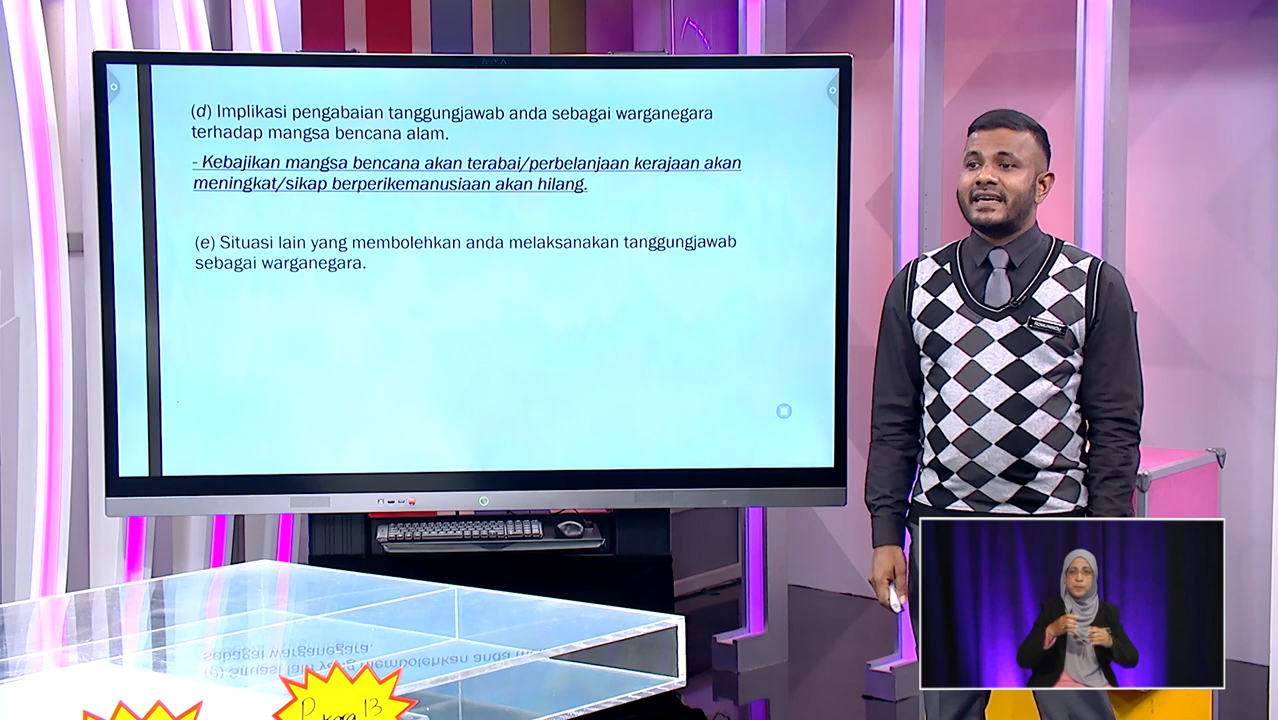 (d) Implikasi pengabaian tanggungjawab anda sebagai warganegara
terhadap mangsa bencana alam.
- Kebajikan mangsa bencana akan terabai/perbelanjaan kerajaan akan
meningkat/sikap berperikemanusiaan akan hilang.
(e) Situasi lain yang membolehkan anda melaksanakan tanggungjawab
sebagai warganegara.